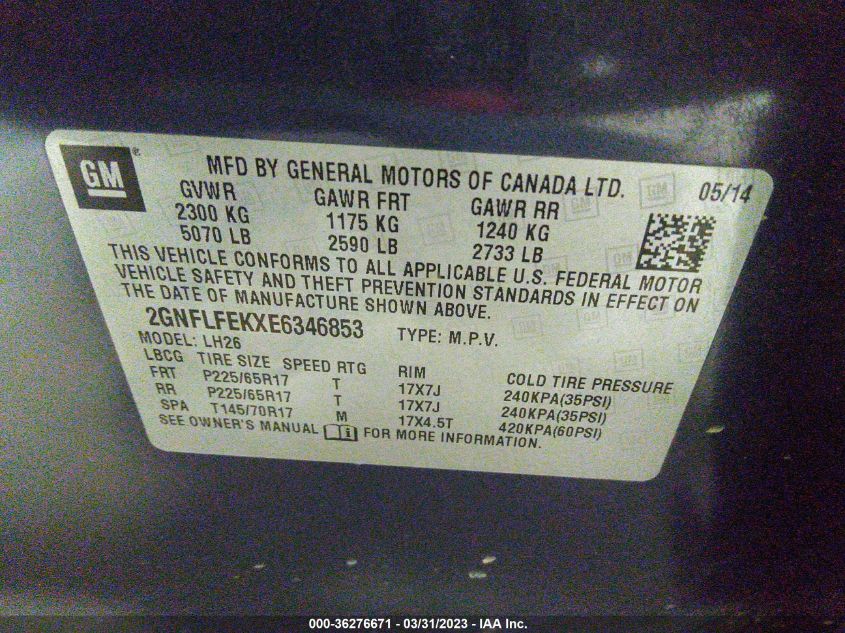 GM ® MFD BY GENERAL MOTORS OF CANADA LTD. 05/14
GVWR GAWR FRT GAWR RR
2300 KG 1175 KG 1240 KG
5070 LB 2590 LB 2733 LB
THIS VEHICLE CONFORMS TO ALL APPLICABLE U.S. FEDERAL MOTOR
VEHICLE SAFETY AND THEFT PREVENTION STANDARDS IN EFFECT ON
THE DATE OF MANUFACTURE SHOWN ABOVE.
2GNFLFEKXE6346853 TYPE: M.P.V.
MODEL: LH26
LBCG TIRE SIZE SPEED RTG RIM COLD TIRE PRESSURE
FRT P225/65R17 T 17X7J 240KPA(35PSI)
RR P225/65R17 T 17X7J 240KPA(35PSI)
SPA T145/70R17 M 17X4.5T 420KPA(60PSI)
SEE OWNER'S MANUAL FOR MORE INFORMATION.
000-36276671 - 03/31/2023 - © IAA Inc.